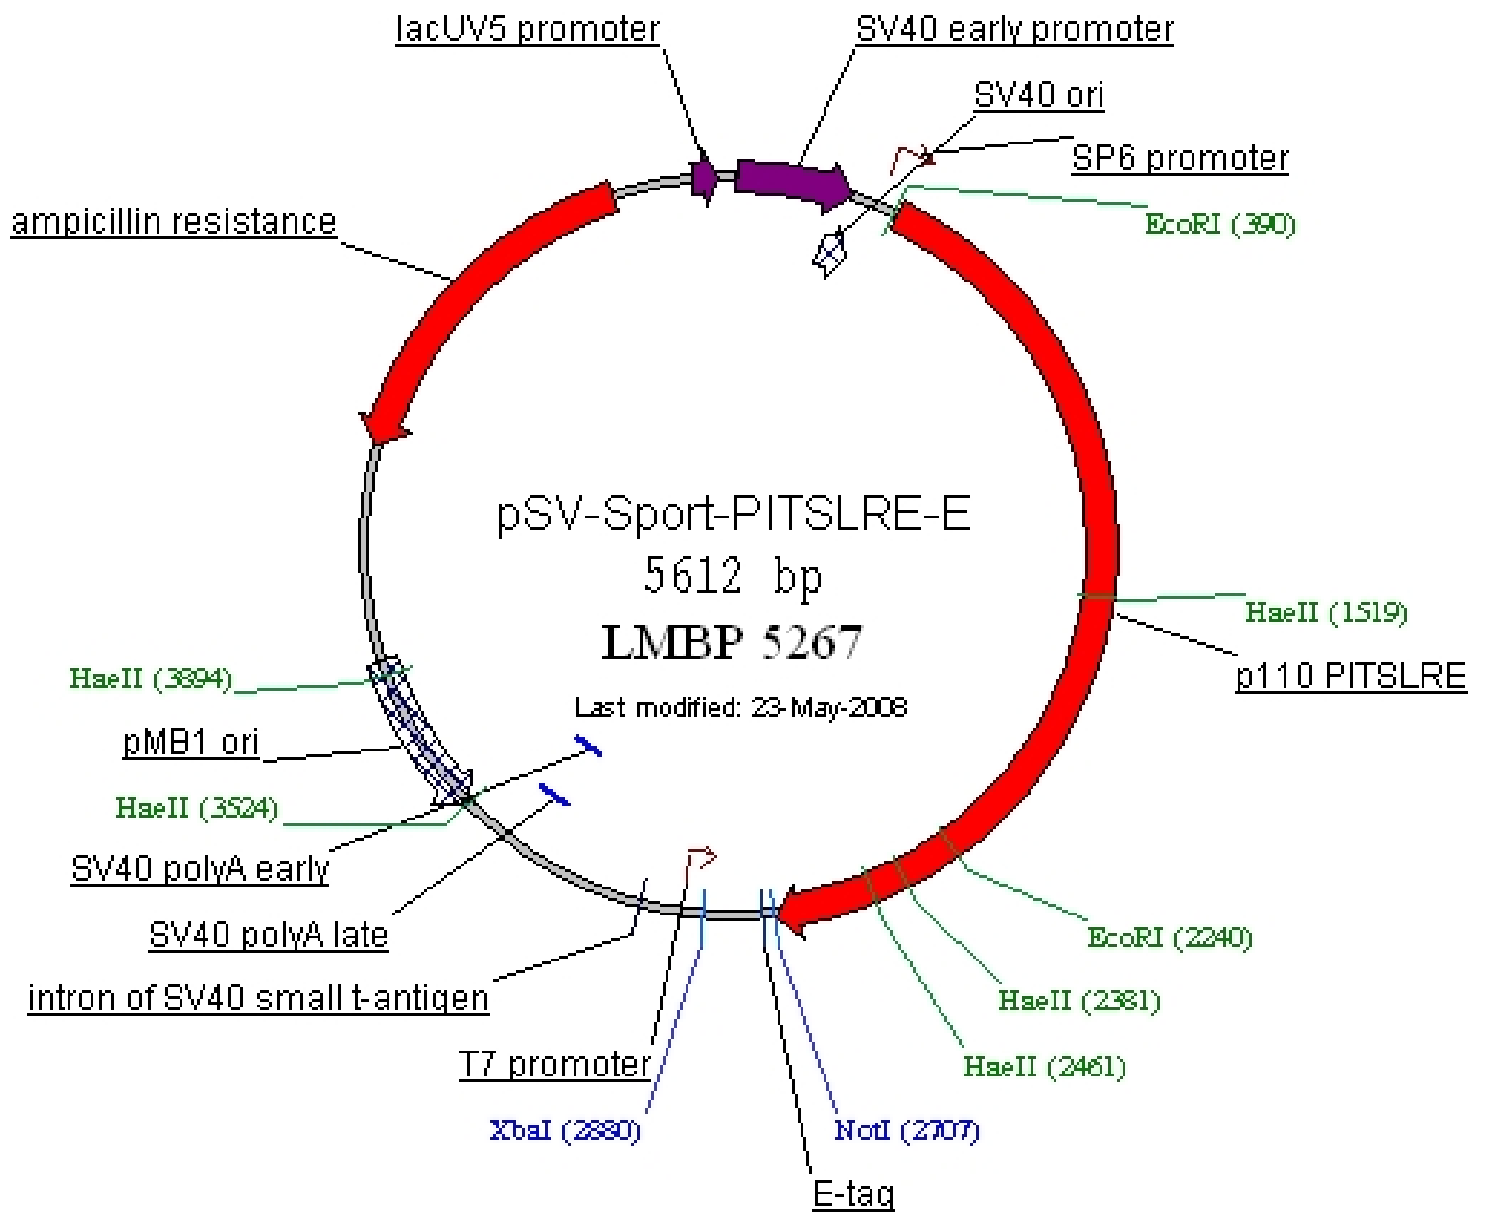 lacUV5 promoter
SV40 early promoter
SV40 ori
SP6 promoter
EcoRI (390)
ampicillin resistance
pSV-Sport-PITSLRE-E
5612 bp
LMBP 5267
Last modified: 23-May-2008
HaeII (1519)
p110 PITSLRE
HaeII (3894)
pMB1 ori
HaeII (3524)
SV40 polyA early
SV40 polyA late
intron of SV40 small t-antigen
T7 promoter
XbaI (2880)
EcoRI (2240)
HaeII (2381)
HaeII (2461)
NotI (2707)
E-tag